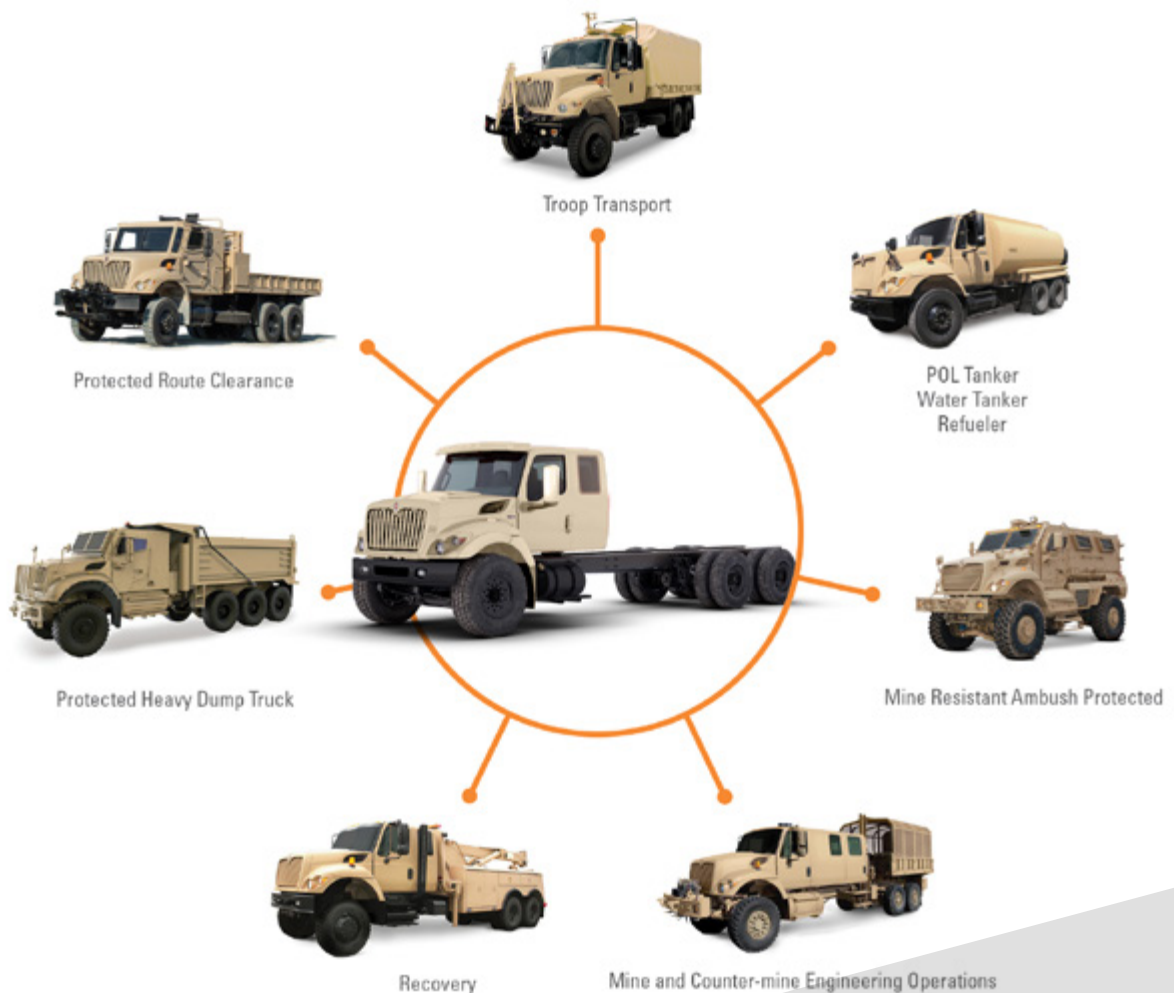 Troop Transport
Protected Route Clearance
POL Tanker
Water Tanker
Refueler
Protected Heavy Dump Truck
Mine Resistant Ambush Protected
Recovery
Mine and Counter-mine Engineering Operations